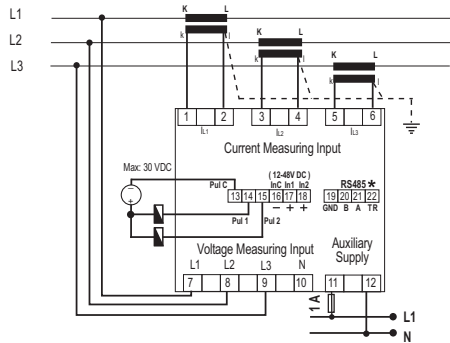 L1
K L
L2
K L
L3
K L
k l
k l
k l
1 2 3 4 5 6
IL1 IL2 IL3
Current Measuring Input
Max: 30 VDC
(12-48V DC)
Pul C
InC In1 In2
RS485 *
13 14 15 16 17 18 19 20 21 22
− + +
GND B A TR
− +
Pul 1 Pul 2
Voltage Measuring Input
Auxiliary
Supply
L1 L2 L3 N
7 8 9 10 11 12
1 A
L1
N